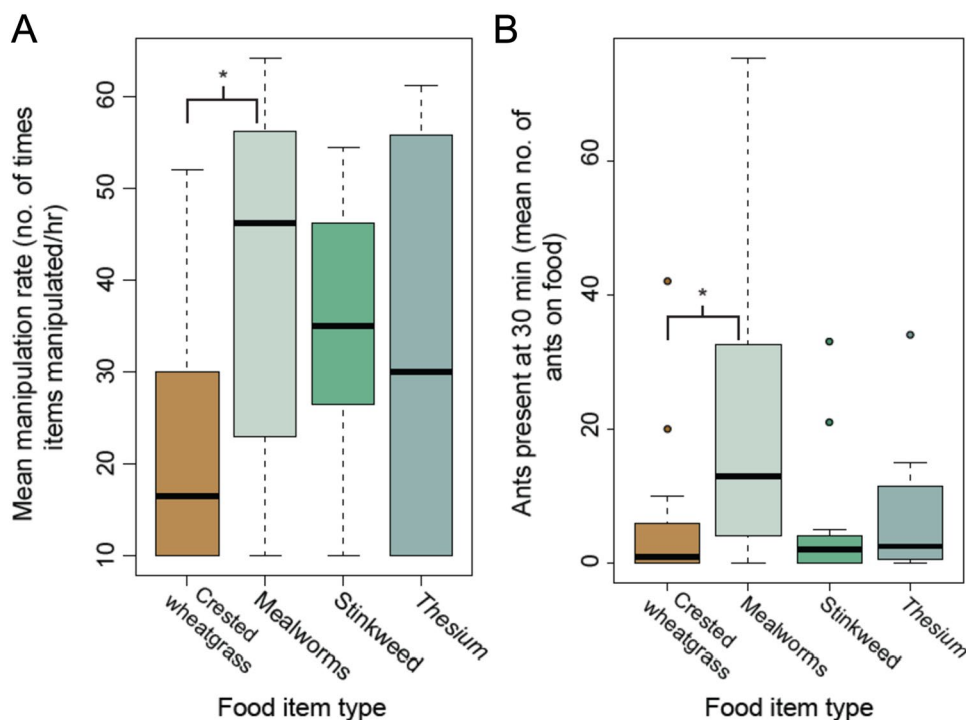 A
Mean manipulation rate (no. of times
items manipulated/hr)
60
50
40
30
20
10
*
Crested
wheatgrass
Mealworms
Stinkweed
Thesium
Food item type
B
Ants present at 30 min (mean no. of
ants on food)
60
40
20
0
*
Crested
wheatgrass
Mealworms
Stinkweed
Thesium
Food item type